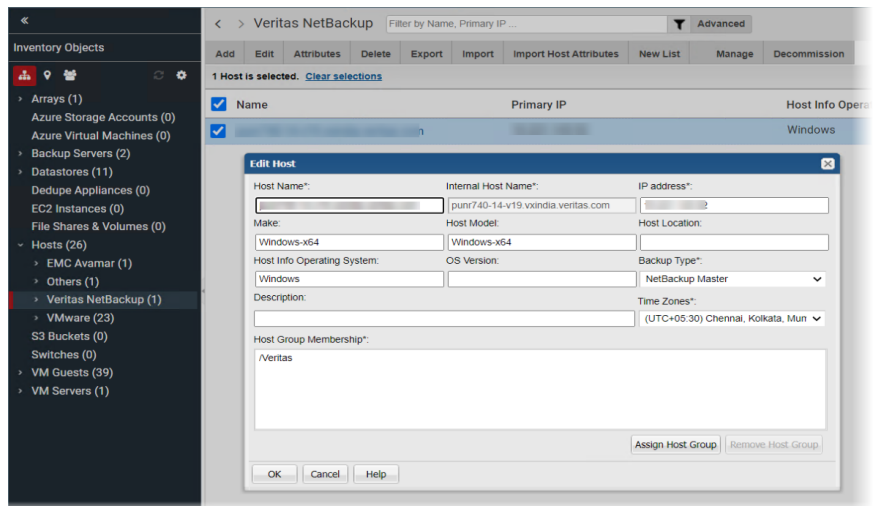 «
Inventory Objects
Arrays (1)
Azure Storage Accounts (0)
Azure Virtual Machines (0)
Backup Servers (2)
Datastores (11)
Dedupe Appliances (0)
EC2 Instances (0)
File Shares & Volumes (0)
Hosts (26)
EMC Avamar (1)
Others (1)
Veritas NetBackup (1)
VMware (23)
S3 Buckets (0)
Switches (0)
VM Guests (39)
VM Servers (1)
< > Veritas NetBackup Filter by Name, Primary IP ... Advanced
Add Edit Attributes Delete Export Import Import Host Attributes New List Manage Decommission
1 Host is selected. Clear selections
Name Primary IP Host Info Opera
Windows
Edit Host
Host Name*: Internal Host Name*: IP address*:
punr740-14-v19.vxindia.veritas.com
Make: Host Model: Host Location:
Windows-x64 Windows-x64
Host Info Operating System: OS Version: Backup Type*:
Windows NetBackup Master
Description: Time Zones*:
(UTC+05:30) Chennai, Kolkata, Mun
Host Group Membership*:
/Veritas
Assign Host Group Remove Host Group
OK Cancel Help